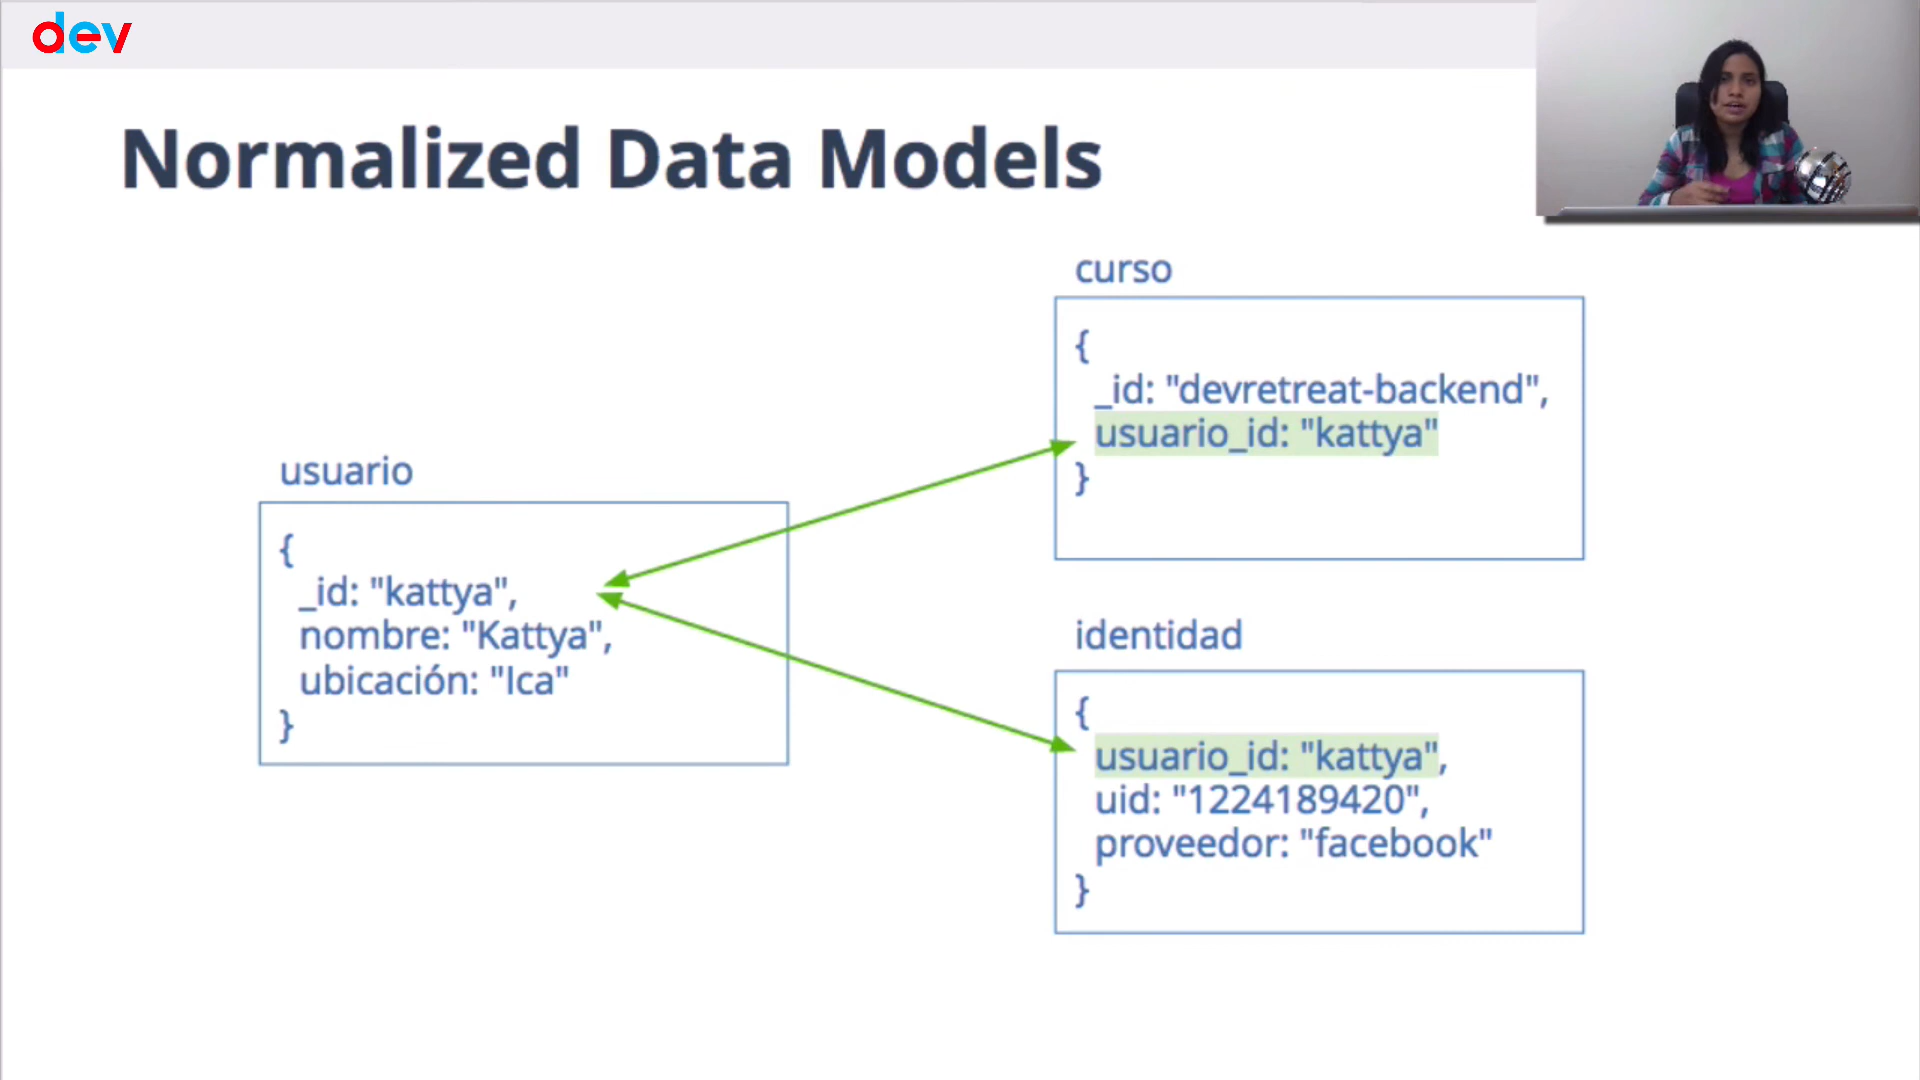 dev
Normalized Data Models
curso
{
_id: "devretreat-backend",
usuario_id: "kattya"
}
usuario
{
_id: "kattya",
nombre: "Kattya",
ubicación: "Ica"
}
identidad
{
usuario_id: "kattya",
uid: "1224189420",
proveedor: "facebook"
}